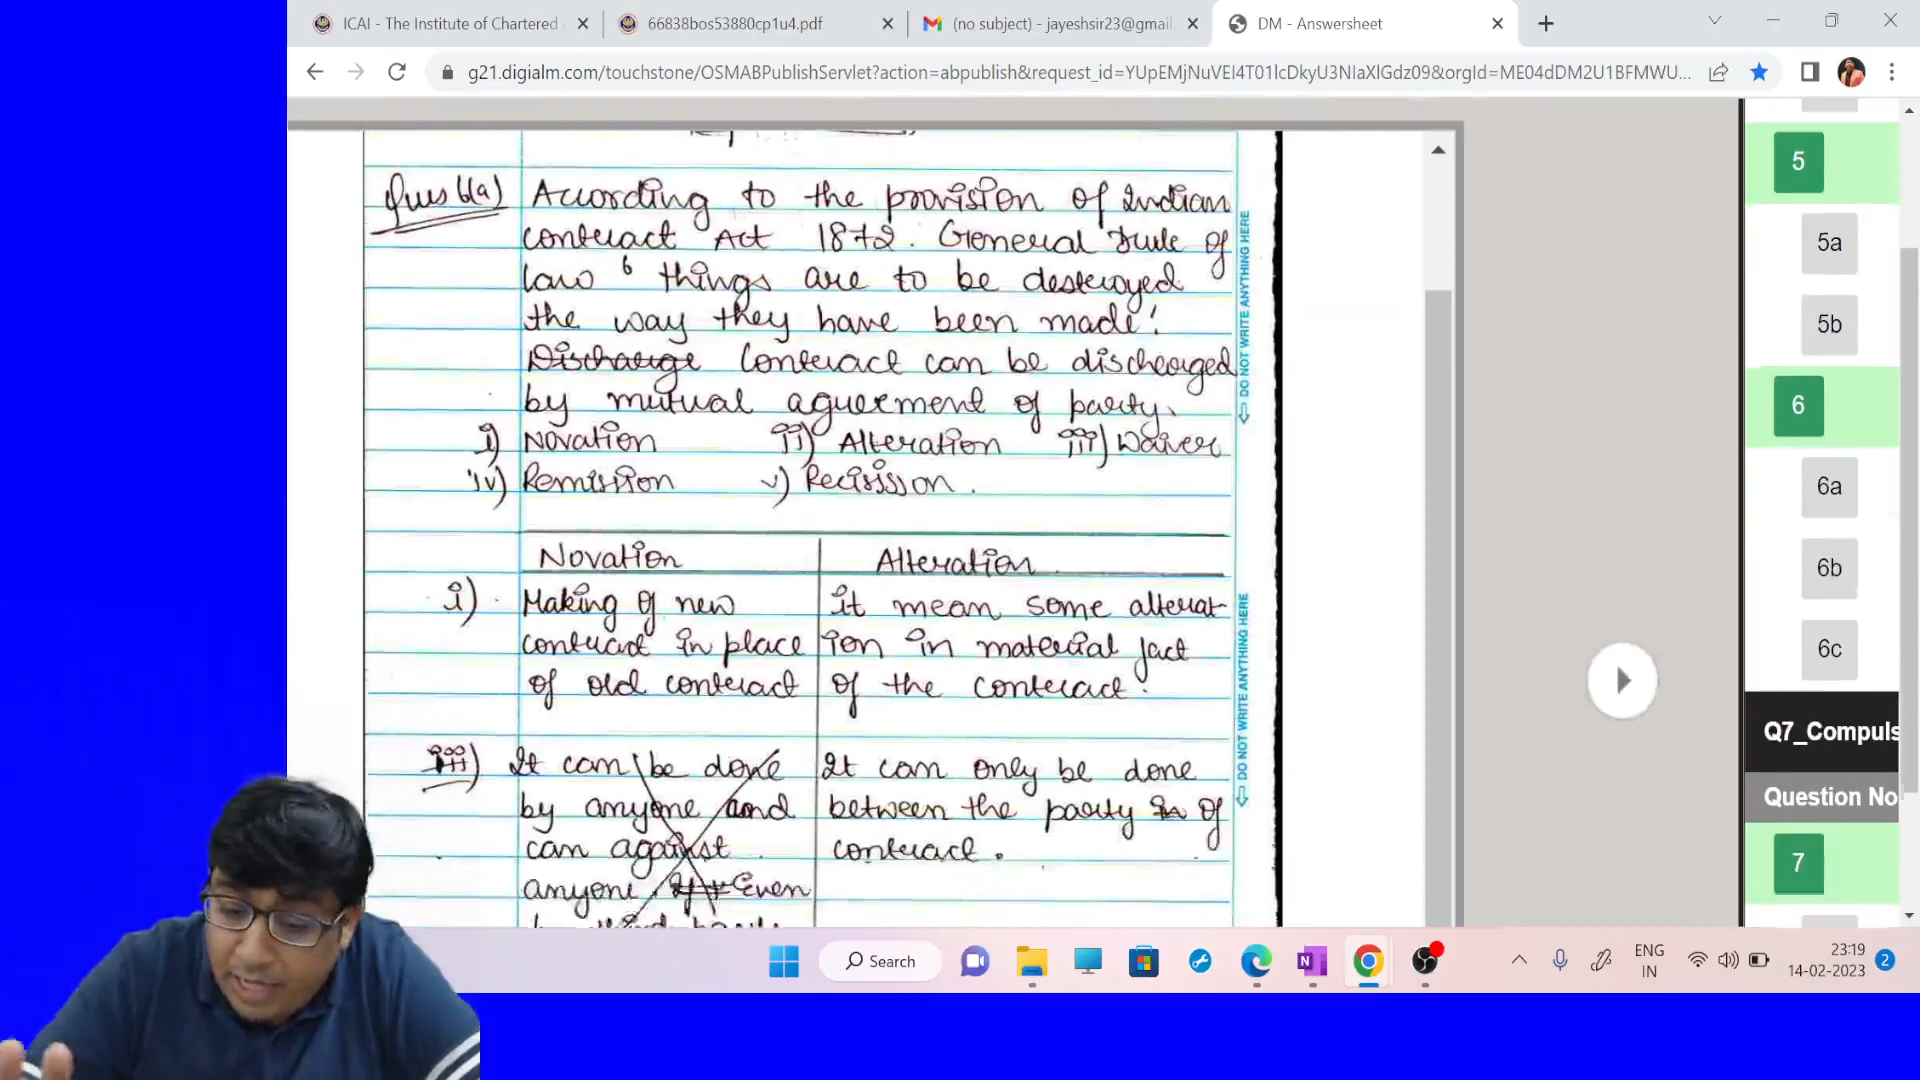 ICAI - The Institute of Chartered
66838bos53880cp1u4.pdf
(no subject) - jayeshsir23@gmail.
DM - Answersheet
g21.digialm.com/touchstone/OSMABPublishServlet?action=abpublish&request_id=YUpEMjNuVEI4T01lcDkyU3NIaXlGdz09&orgId=ME04dDM2U1BFMWU...
Ques 6(a) According to the provision of Indian
contract Act 1872. General rule of
law " things are to be destroyed
the way they have been made".
Discharge Contract can be discharged
by mutual agreement of party.
i) Novation ii) Alteration iii) Waiver
iv) Remission v) Recission.
Novation Alteration
i) Making of new it mean some alterat-
contract in place ion in material fact
of old contract of the contract.
iii) It can be done It can only be done
by anyone and between the party in of
can against contract.
anyone. Even
DO NOT WRITE ANYTHING HERE
DO NOT WRITE ANYTHING HERE
5
5a
5b
6
6a
6b
6c
Q7_Compuls
Question No
7
Search
ENG
IN
23:19
14-02-2023
2